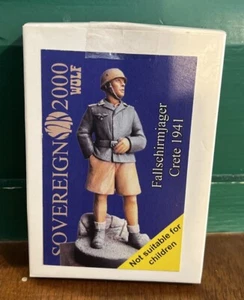 SOVEREIGN 2000
WOLF
Fallschirmjager
Crete 1941
Not suitable for
children